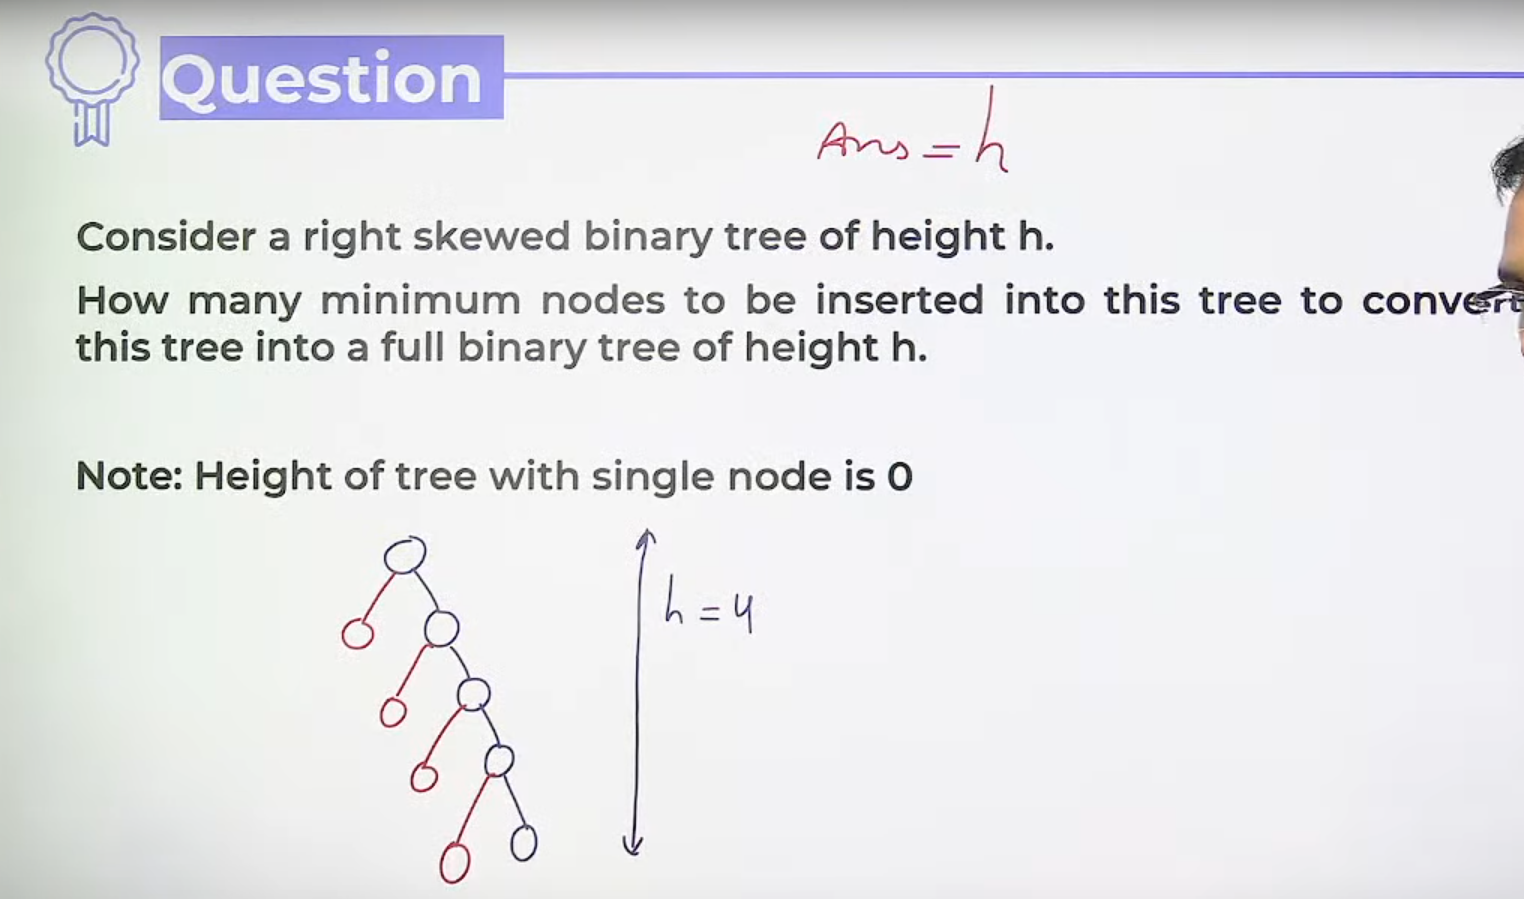 Question
Ans = h
Consider a right skewed binary tree of height h.
How many minimum nodes to be inserted into this tree to convert
this tree into a full binary tree of height h.
Note: Height of tree with single node is 0
h = 4